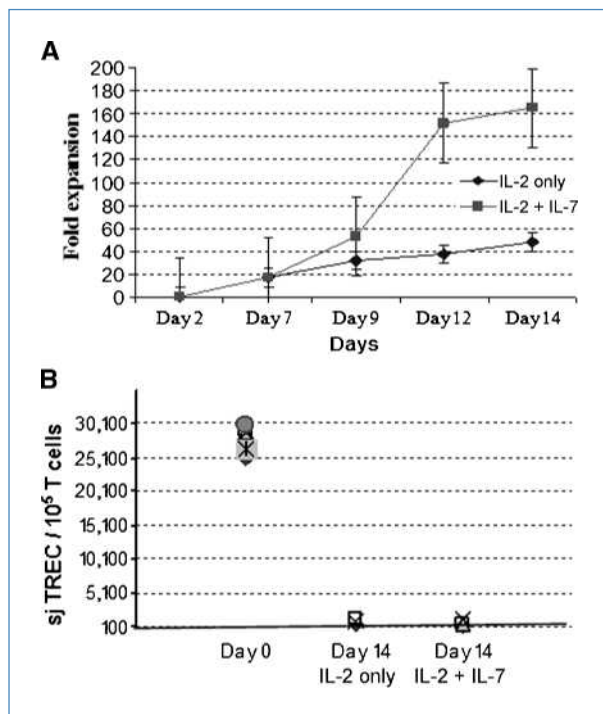 A
Fold expansion
200
180
160
140
120
100
80
60
40
20
0
IL-2 only
IL-2 + IL-7
Day 2 Day 7 Day 9 Day 12 Day 14
Days
B
sj TREC / 10⁵ T cells
30,100
25,100
20,100
15,100
10,100
5,100
100
Day 0 Day 14 Day 14
IL-2 only IL-2 + IL-7